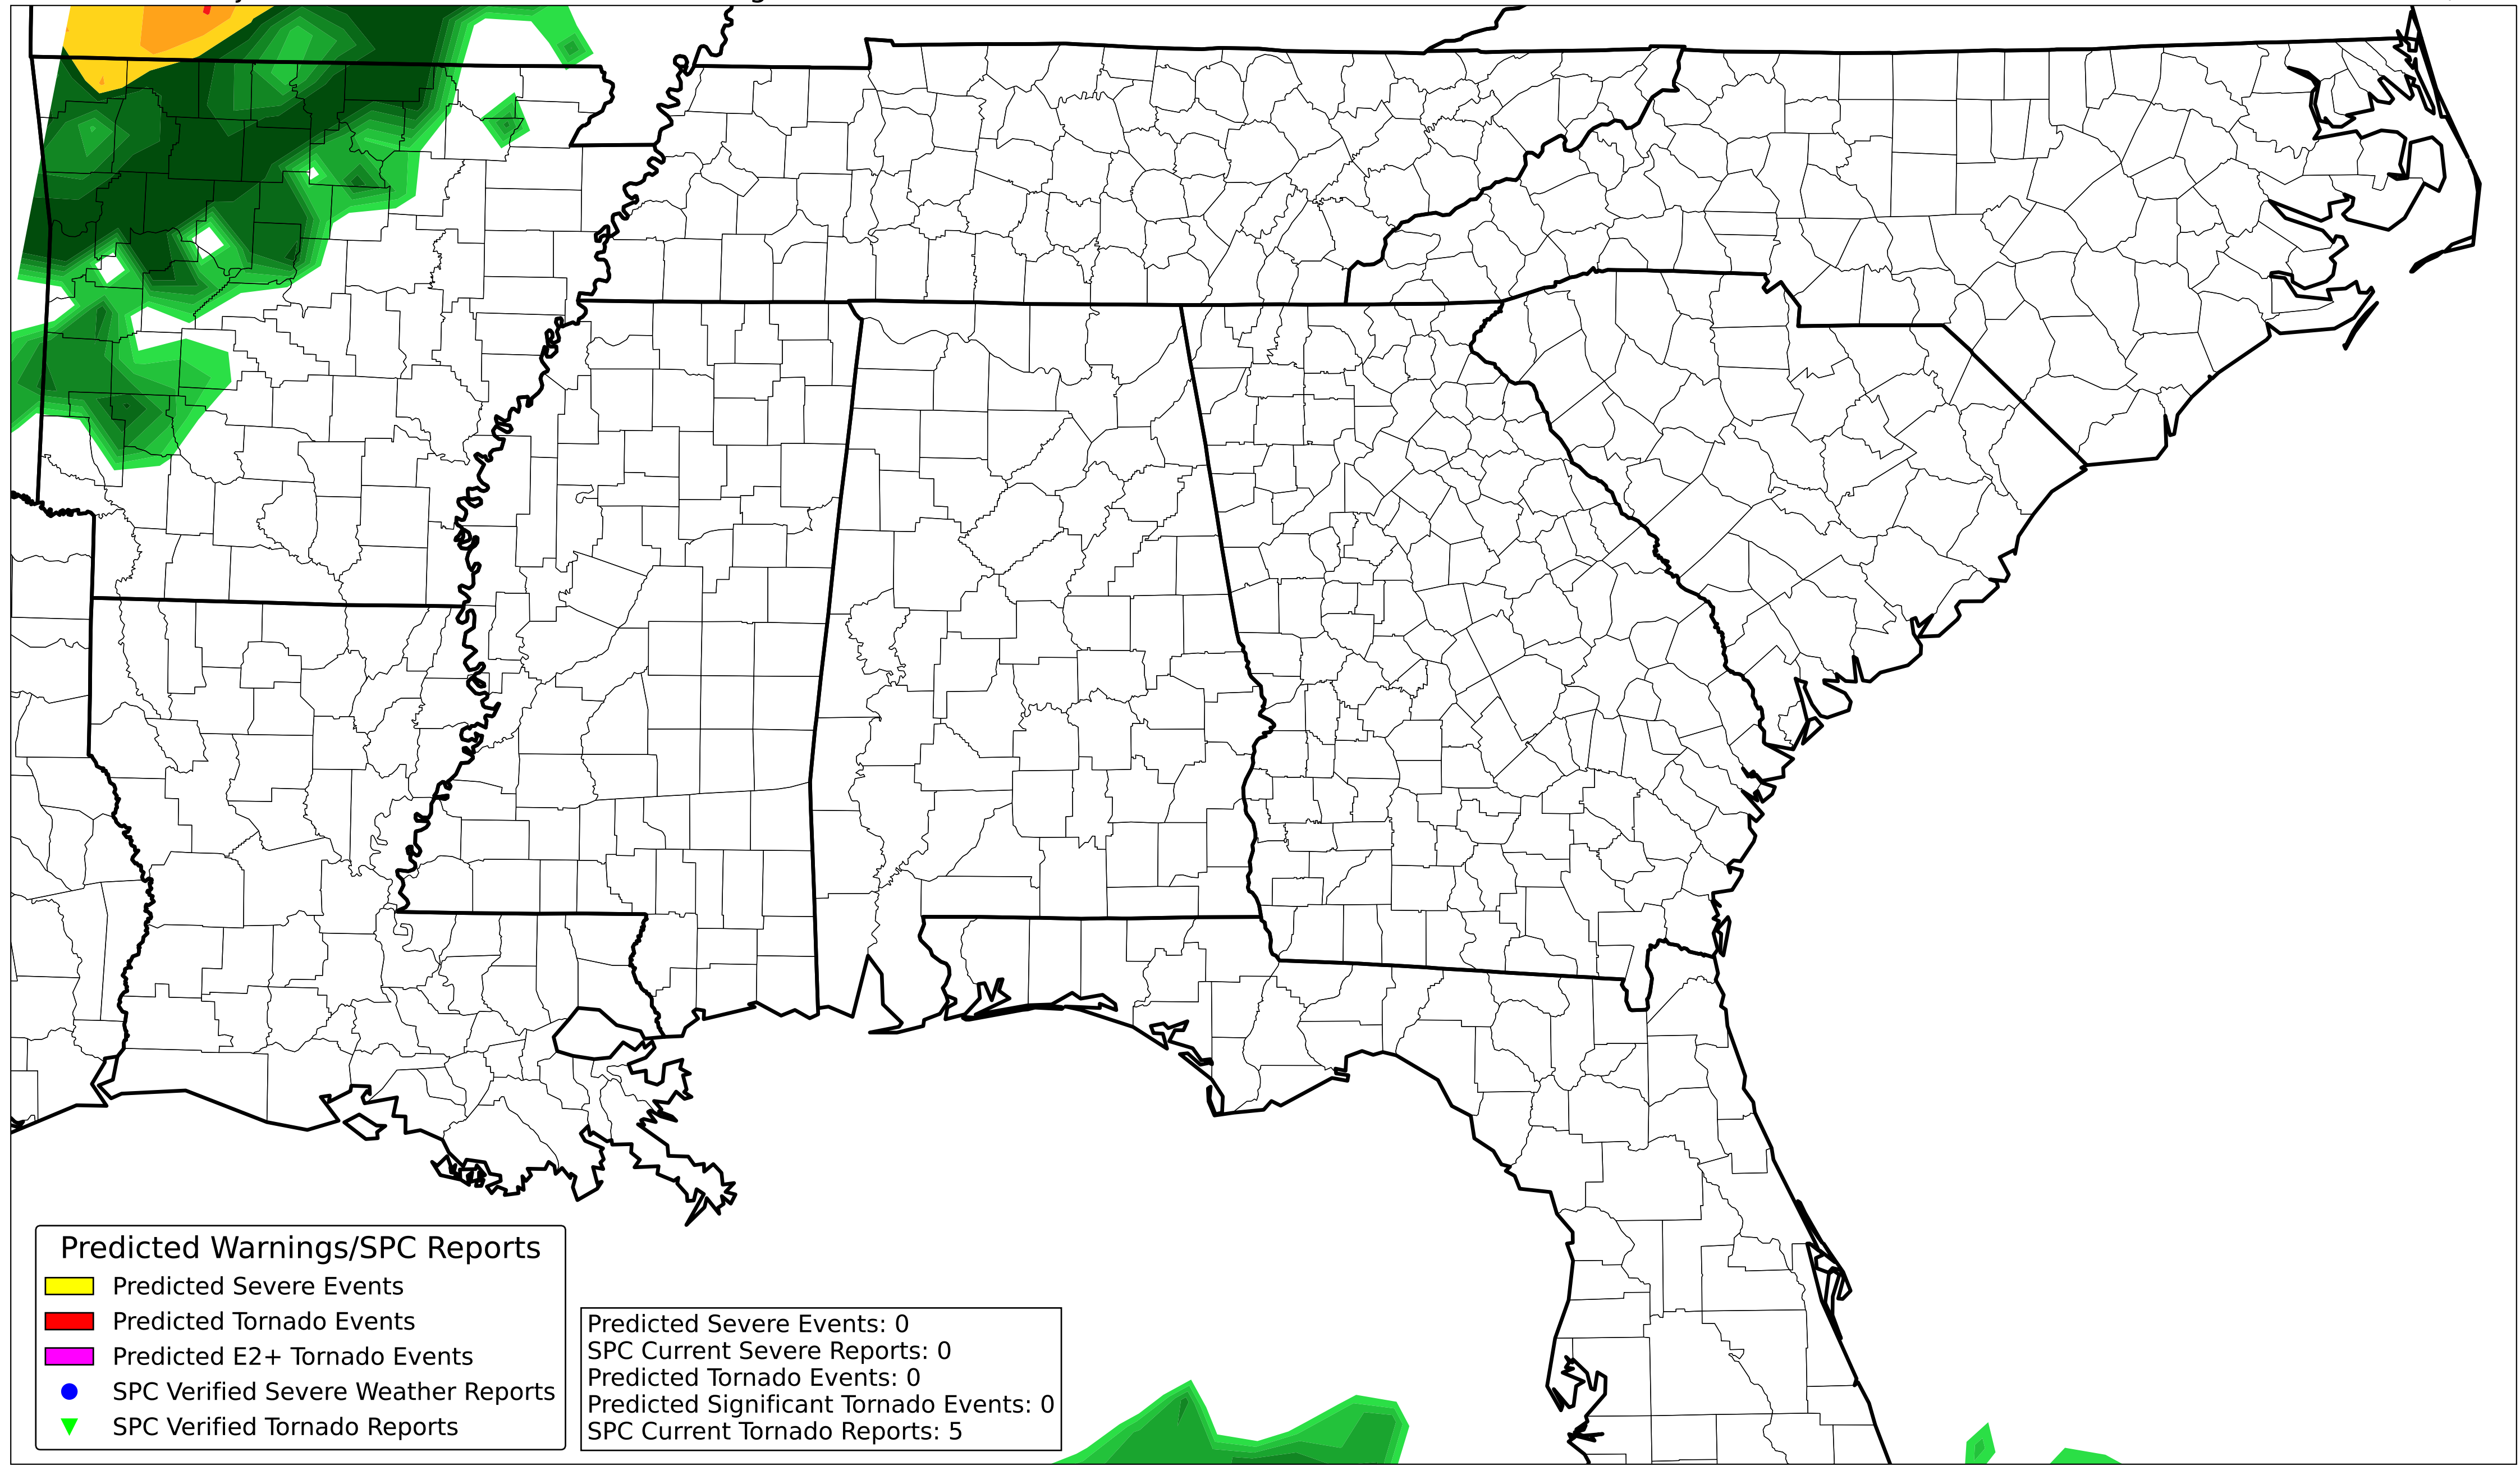 Predicted Warnings/SPC Reports
Predicted Severe Events
Predicted Tornado Events
Predicted E2+ Tornado Events
SPC Verified Severe Weather Reports
SPC Verified Tornado Reports
Predicted Severe Events: 0
SPC Current Severe Reports: 0
Predicted Tornado Events: 0
Predicted Significant Tornado Events: 0
SPC Current Tornado Reports: 5